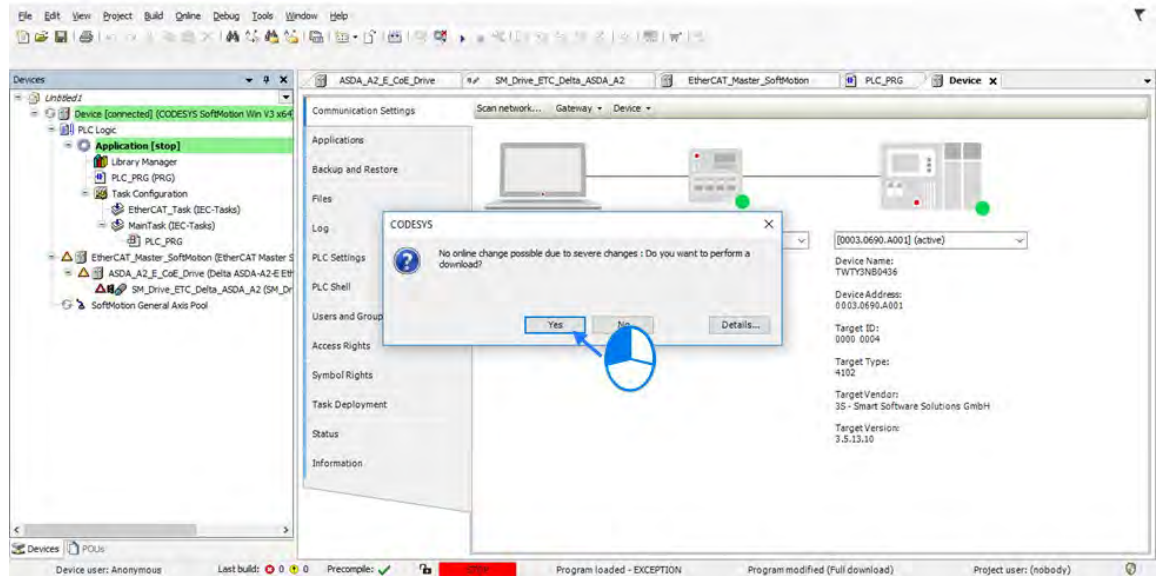 File Edit View Project Build Online Debug Tools Window Help
Devices
ASDA_A2_E_CoE_Drive
SM_Drive_ETC_Delta_ASDA_A2
EtherCAT_Master_SoftMotion
PLC_PRG
Device
Untitled1
Device [connected] (CODESYS SoftMotion Win V3 x64
PLC Logic
Application [stop]
Library Manager
PLC_PRG (PRG)
Task Configuration
EtherCAT_Task (IEC-Tasks)
MainTask (IEC-Tasks)
PLC_PRG
EtherCAT_Master_SoftMotion (EtherCAT Master S
ASDA_A2_E_CoE_Drive (Delta ASDA-A2-E Eth
SM_Drive_ETC_Delta_ASDA_A2 (SM_Dr
SoftMotion General Axis Pool
Communication Settings
Applications
Backup and Restore
Files
Log
PLC Settings
PLC Shell
Users and Group
Access Rights
Symbol Rights
Task Deployment
Status
Information
Scan network... Gateway Device
CODESYS
No online change possible due to severe changes : Do you want to perform a
download?
Yes No Details...
[0003.0690.A001] (active)
Device Name:
TWTY3NB0436
Device Address:
0003.0690.A001
Target ID:
0000 0004
Target Type:
4102
Target Vendor:
3S - Smart Software Solutions GmbH
Target Version:
3.5.13.10
Devices POUs
Device user: Anonymous Last build: 0 0 Precompile: STOP Program loaded - EXCEPTION Program modified (Full download) Project user: (nobody)